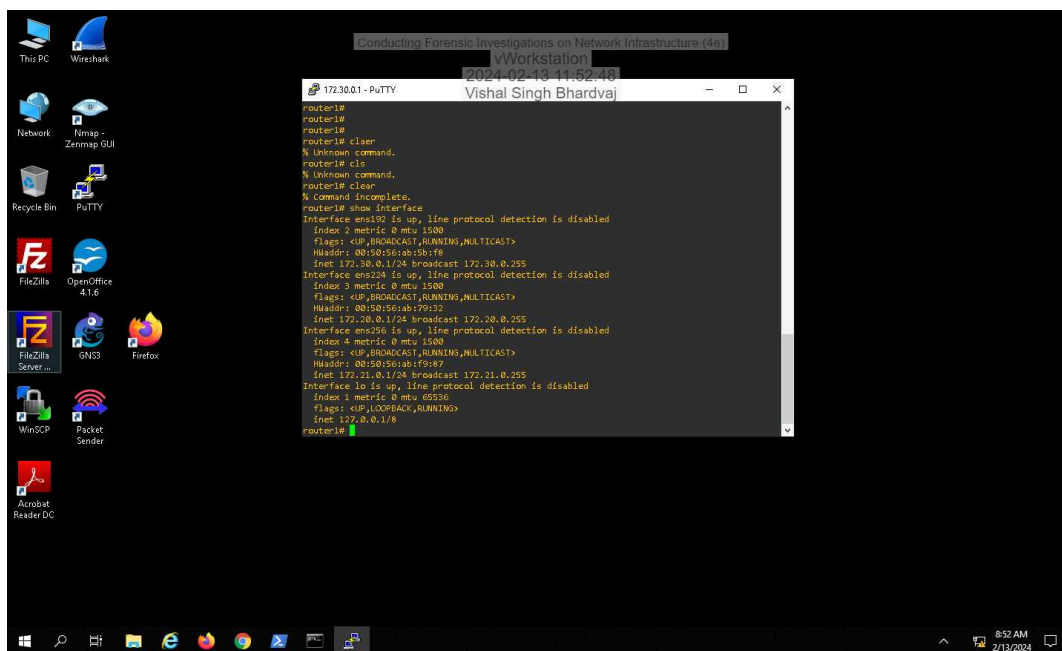 Conducting Forensic Investigations on Network Infrastructure (4e)
vWorkstation
2024-02-13 11:52:48
Vishal Singh Bhardvaj
This PC
Wireshark
Network
Nmap -
Zenmap GUI
Recycle Bin
PuTTY
FileZilla
OpenOffice
4.1.6
FileZilla
Server ...
GNS3
Firefox
WinSCP
Packet
Sender
Acrobat
Reader DC
172.30.0.1 - PuTTY
router1#
router1#
router1#
router1# claer
% Unknown command.
router1# cls
% Unknown command.
router1# clear
% Command incomplete.
router1# show interface
Interface ens192 is up, line protocol detection is disabled
index 2 metric 0 mtu 1500
flags: <UP,BROADCAST,RUNNING,MULTICAST>
HWaddr: 00:50:56:ab:5b:f8
inet 172.30.0.1/24 broadcast 172.30.0.255
Interface ens224 is up, line protocol detection is disabled
index 3 metric 0 mtu 1500
flags: <UP,BROADCAST,RUNNING,MULTICAST>
HWaddr: 00:50:56:ab:79:32
inet 172.20.0.1/24 broadcast 172.20.0.255
Interface ens256 is up, line protocol detection is disabled
index 4 metric 0 mtu 1500
flags: <UP,BROADCAST,RUNNING,MULTICAST>
HWaddr: 00:50:56:ab:f9:87
inet 172.21.0.1/24 broadcast 172.21.0.255
Interface lo is up, line protocol detection is disabled
index 1 metric 0 mtu 65536
flags: <UP,LOOPBACK,RUNNING>
inet 127.0.0.1/8
router1#
8:52 AM
2/13/2024